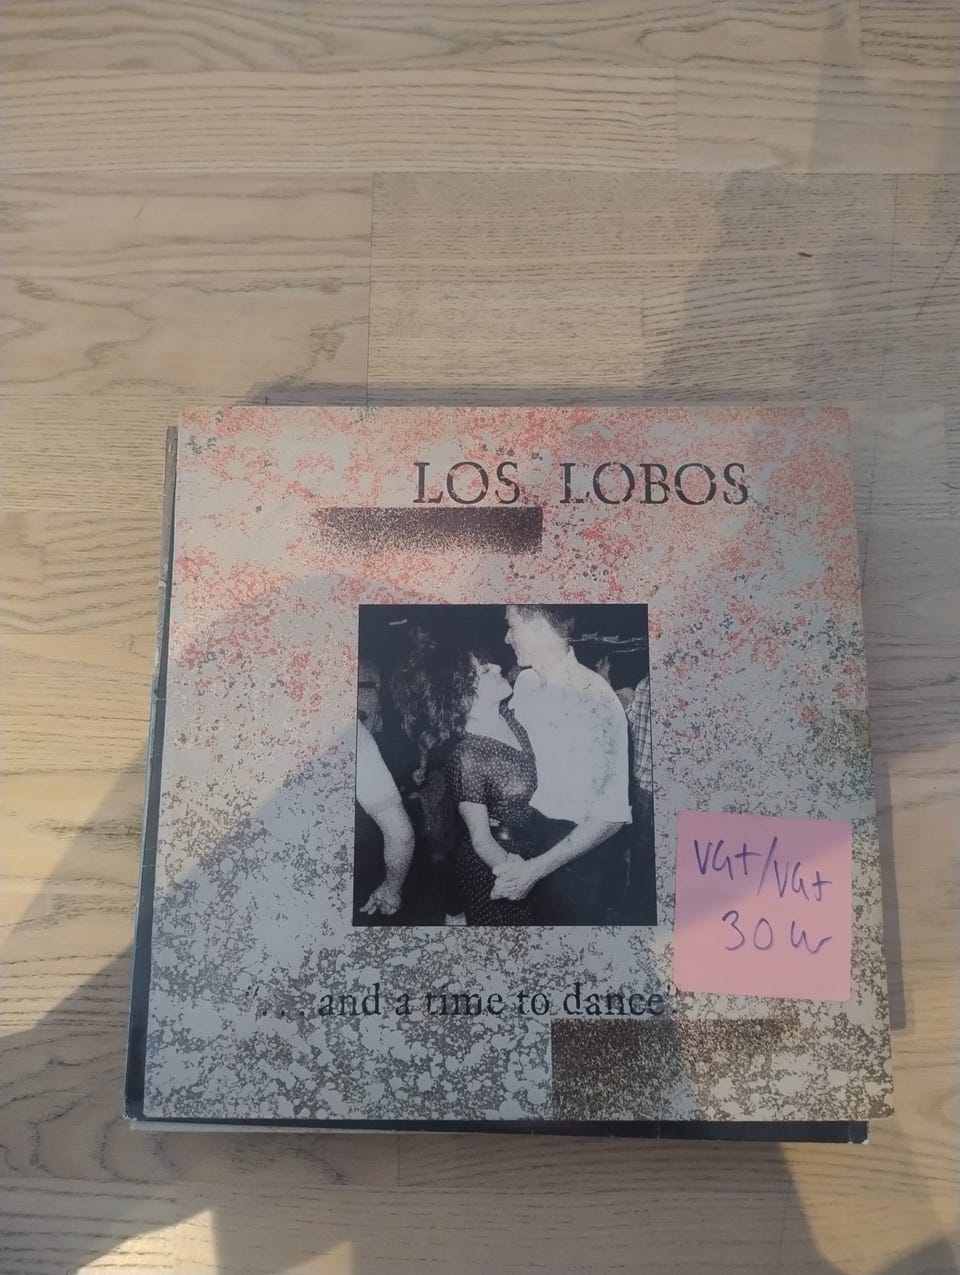 LOS LOBOS
VG+/VG+
30 kr
"...and a time to dance"